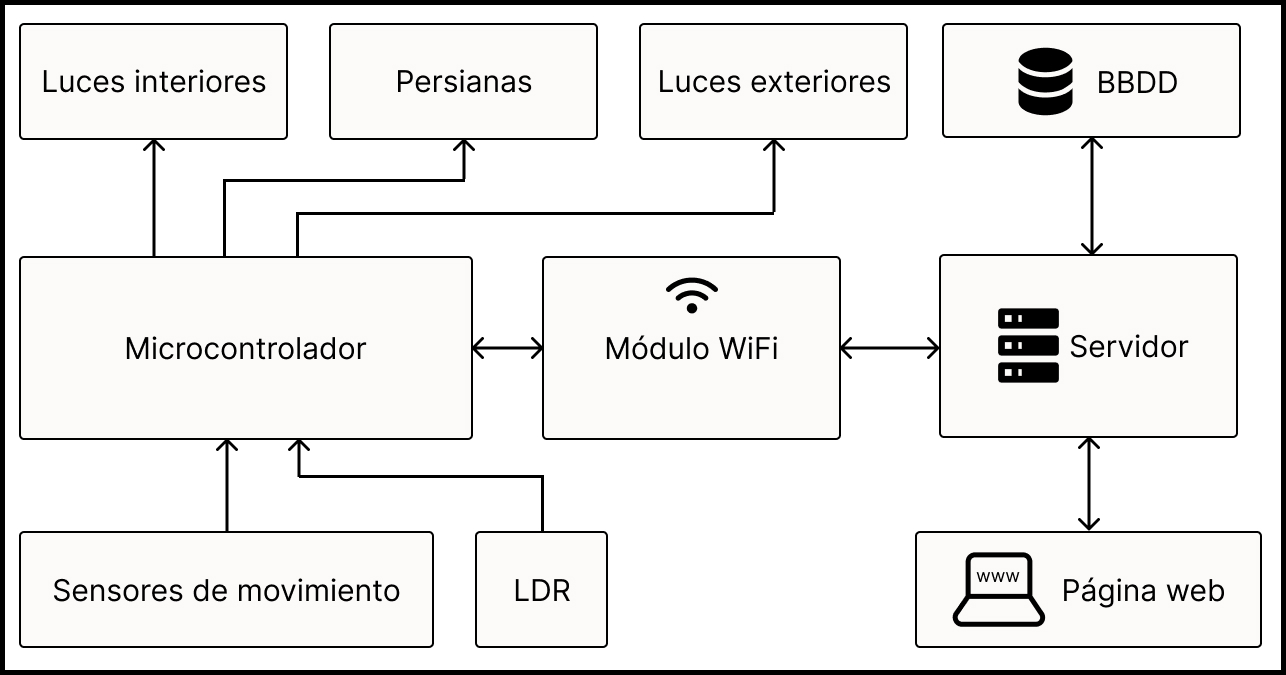 Luces interiores
Persianas
Luces exteriores
BBDD
Microcontrolador
Módulo WiFi
Servidor
Sensores de movimiento
LDR
www
Página web